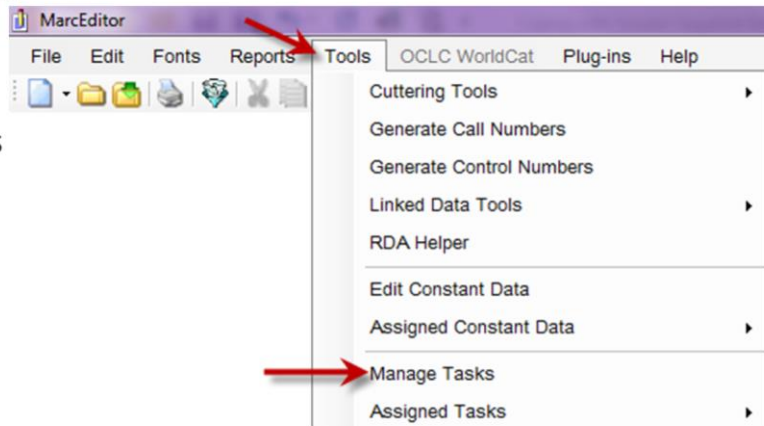 MarcEditor
File Edit Fonts Reports Tools OCLC WorldCat Plug-ins Help
Cuttering Tools
Generate Call Numbers
Generate Control Numbers
Linked Data Tools
RDA Helper
Edit Constant Data
Assigned Constant Data
Manage Tasks
Assigned Tasks